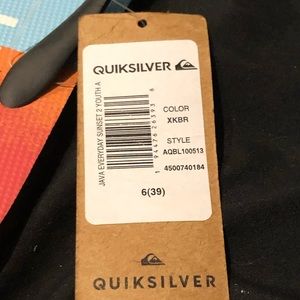 QUIKSILVER
JAVA EVERYDAY SUNSET 2 YOUTH A
COLOR
XKBR
STYLE
AQBL100513
4500740184
6(39)
QUIKSILVER